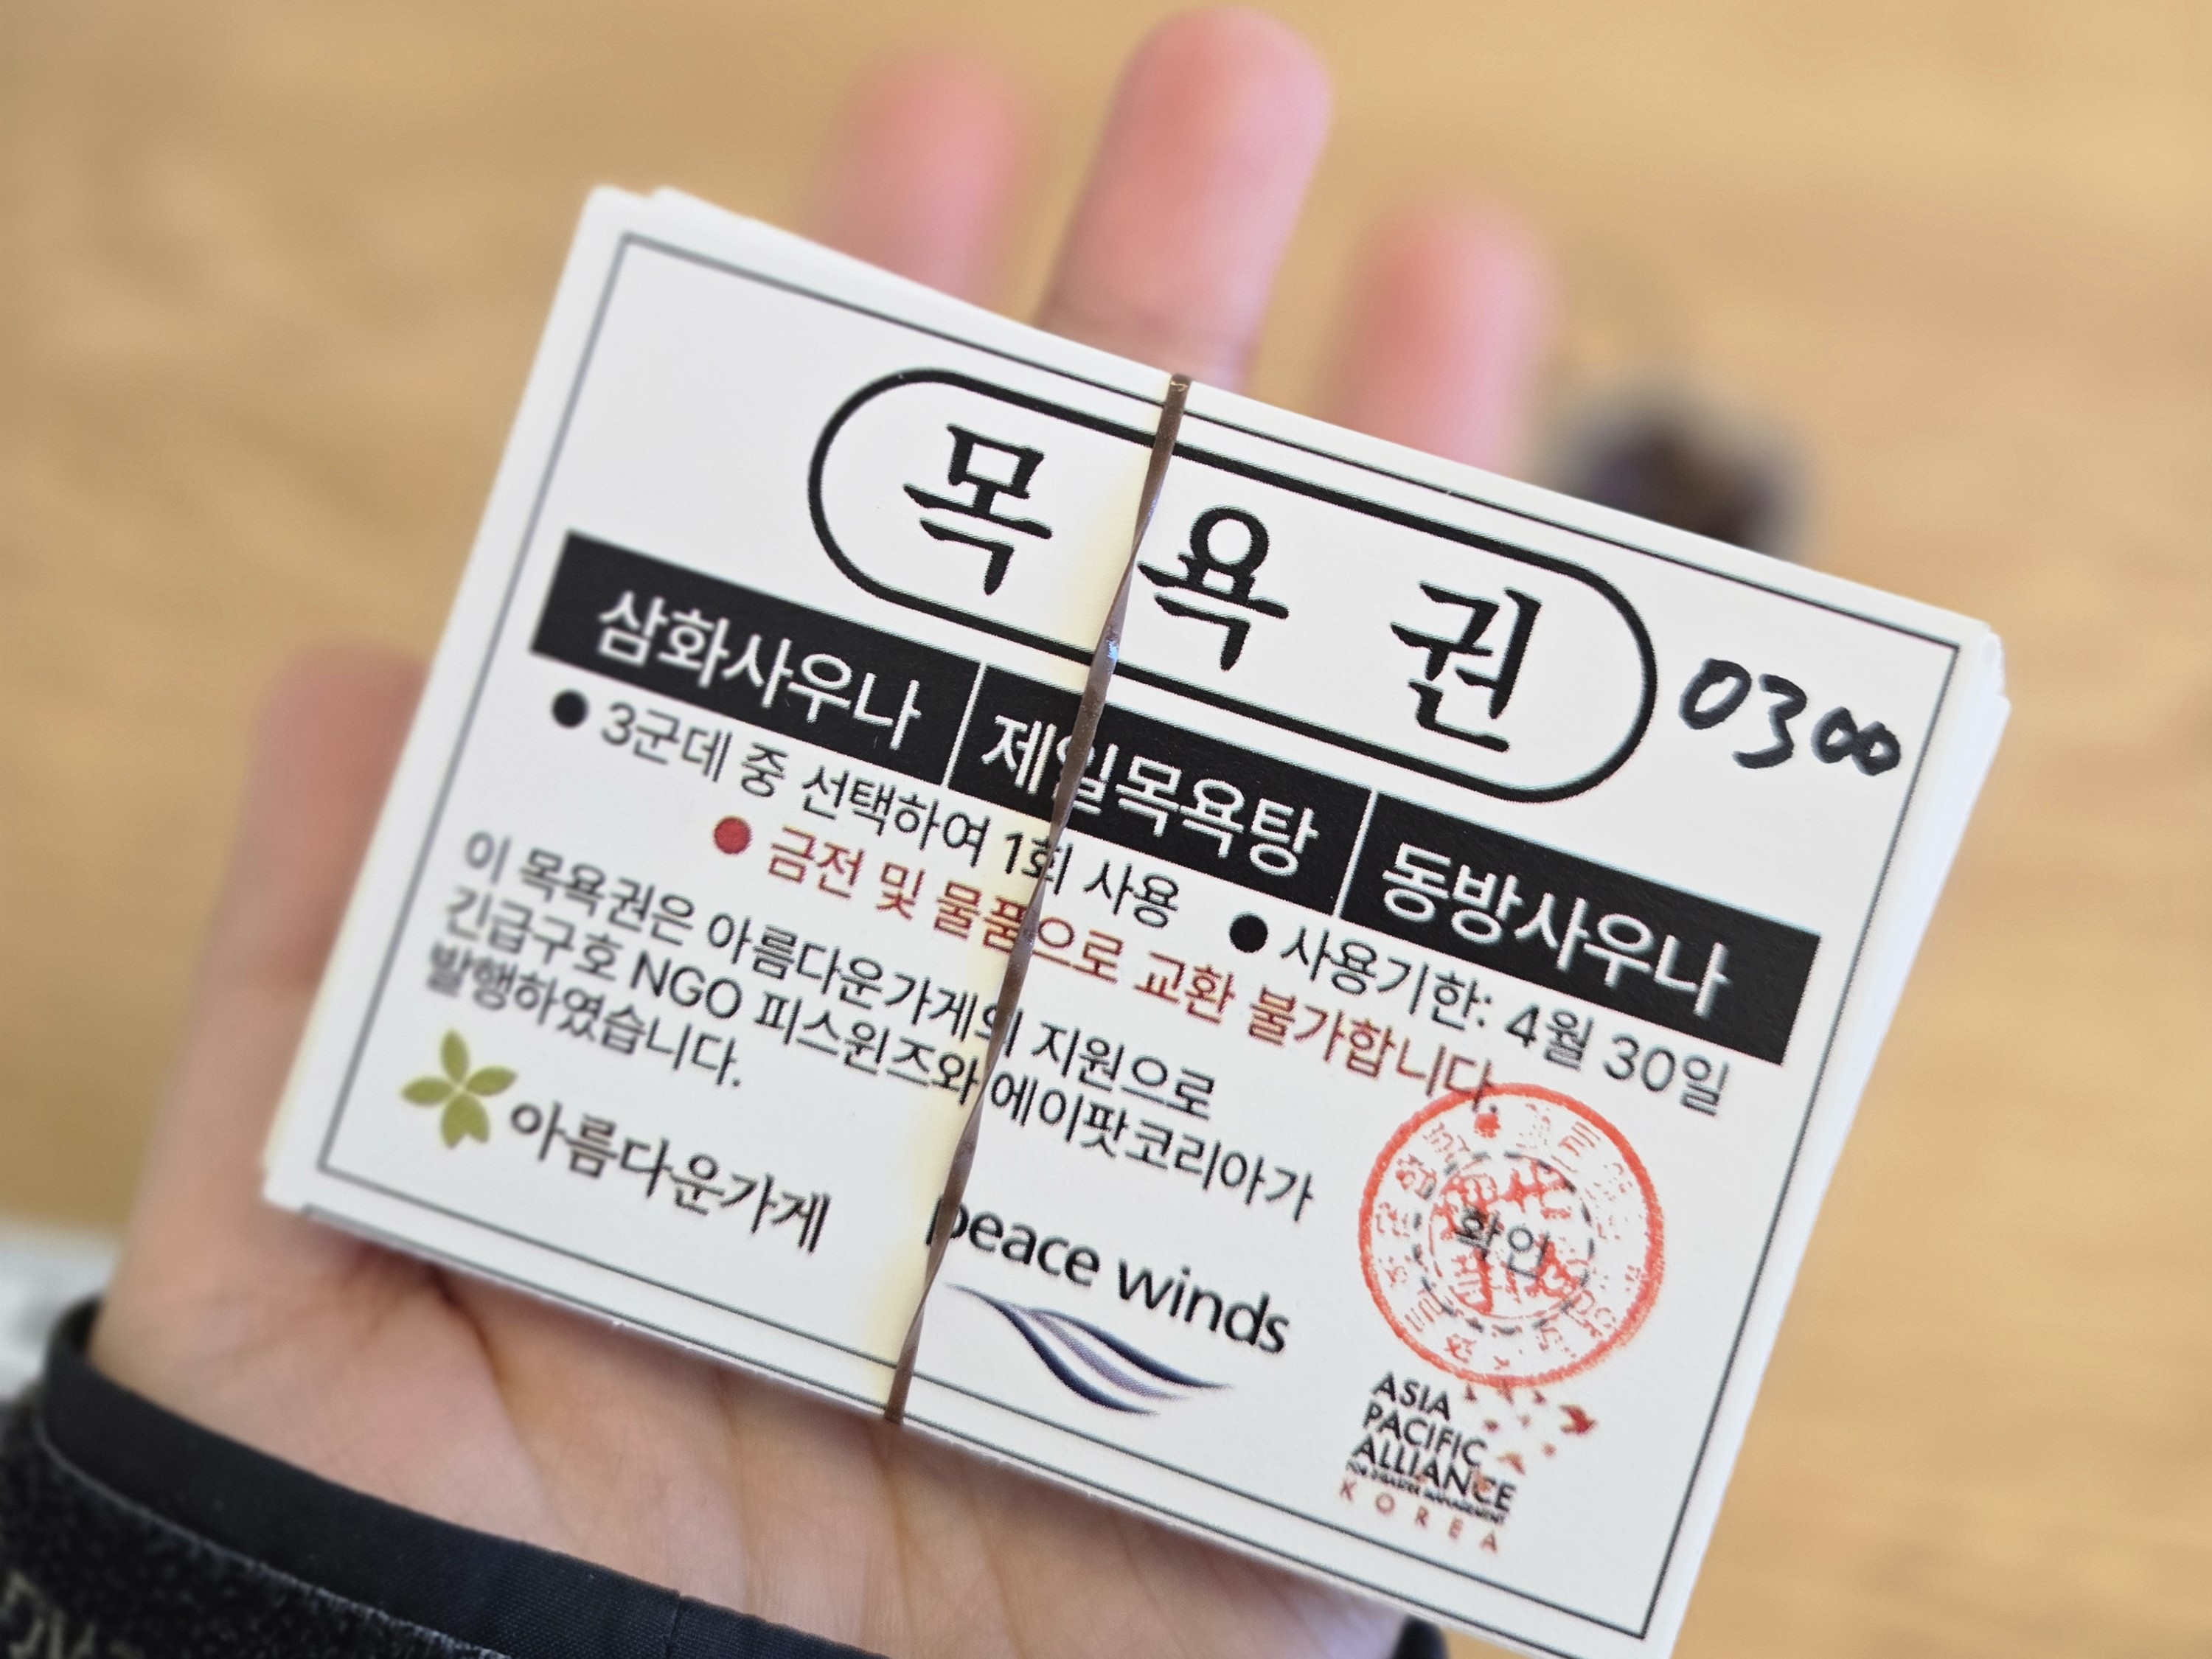 목욕권
0300
삼화사우나 제일목욕탕 동방사우나
● 3군데 중 선택하여 1회 사용 ● 사용기한: 4월 30일
● 금전 및 물품으로 교환 불가합니다.
이 목욕권은 아름다운가게의 지원으로
긴급구호 NGO 피스윈즈와 에이팟코리아가
발행하였습니다.
확인
아름다운가게
peace winds
ASIA
PACIFIC
ALLIANCE
FOR DISASTER MANAGEMENT
KOREA